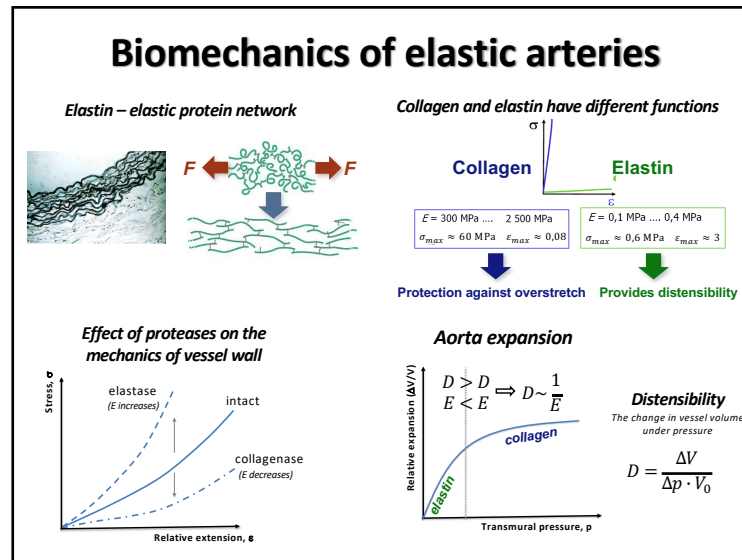 Biomechanics of elastic arteries
Elastin – elastic protein network
F
F
Collagen and elastin have different functions
σ
Collagen
Elastin
ε
E = 300 MPa .... 2 500 MPa
σmax ≈ 60 MPa εmax ≈ 0,08
E = 0,1 MPa .... 0,4 MPa
σmax ≈ 0,6 MPa εmax ≈ 3
Protection against overstretch
Provides distensibility
Effect of proteases on the
mechanics of vessel wall
Stress, σ
elastase
(E increases)
intact
collagenase
(E decreases)
Relative extension, ε
Aorta expansion
Relative expansion (ΔV/V)
D > D
E < E
⇒ D~ 1/E
collagen
elastin
Transmural pressure, p
Distensibility
The change in vessel volume
under pressure
D = ΔV / Δp · V₀